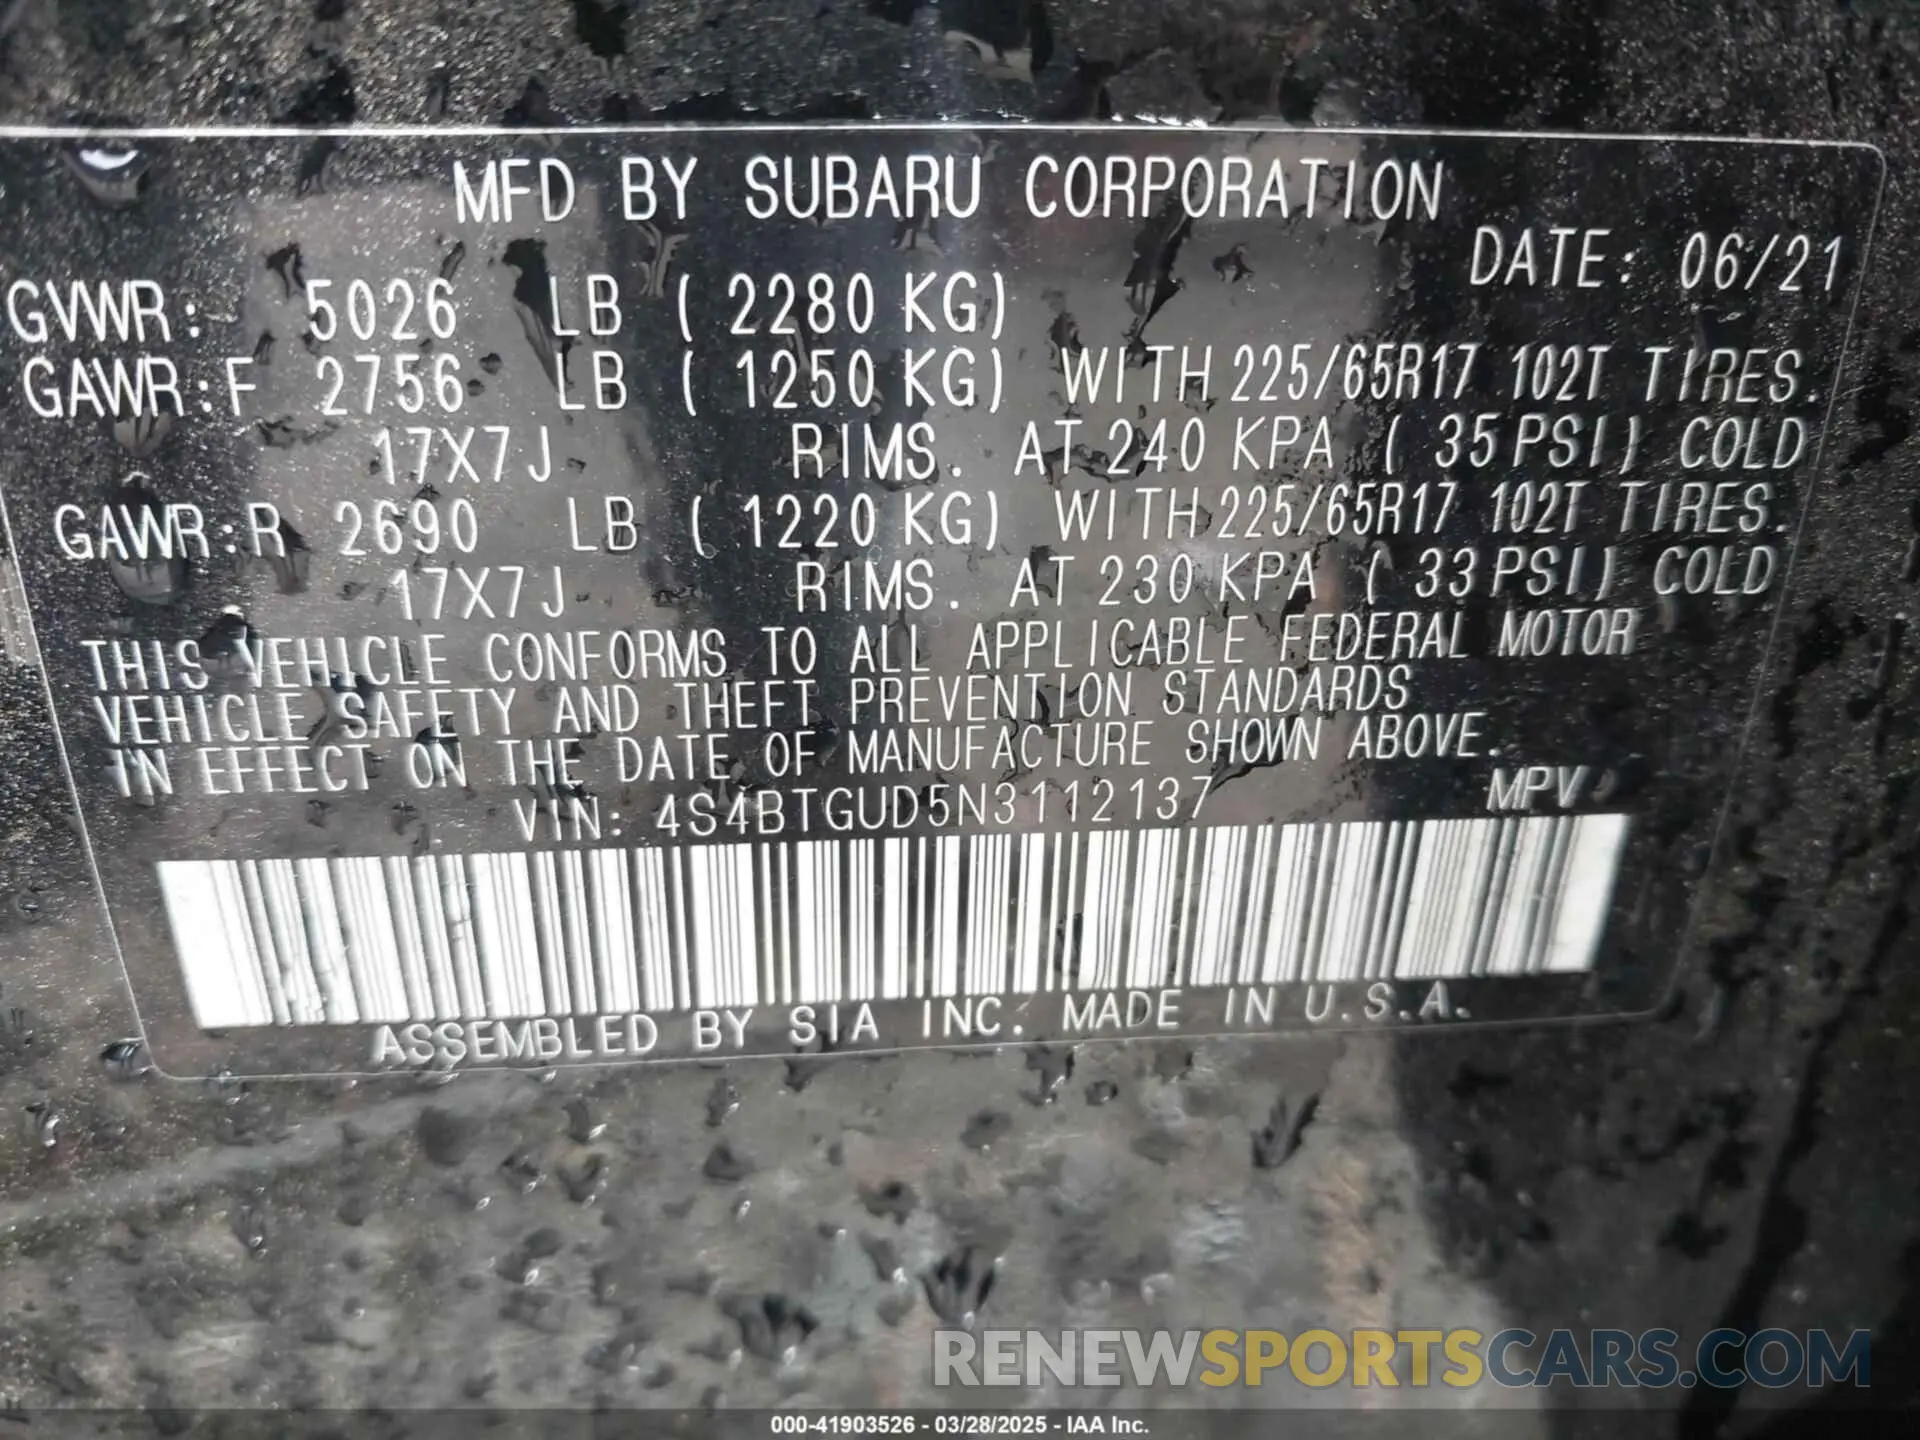 MFD BY SUBARU CORPORATION
DATE: 06/21
GVWR: 5026 LB ( 2280 KG)
GAWR:F 2756 LB ( 1250 KG) WITH 225/65R17 102T TIRES.
17X7J RIMS. AT 240 KPA ( 35 PSI) COLD
GAWR:R 2690 LB ( 1220 KG) WITH 225/65R17 102T TIRES.
17X7J RIMS. AT 230 KPA ( 33 PSI) COLD
THIS VEHICLE CONFORMS TO ALL APPLICABLE FEDERAL MOTOR
VEHICLE SAFETY AND THEFT PREVENTION STANDARDS
IN EFFECT ON THE DATE OF MANUFACTURE SHOWN ABOVE.
VIN: 4S4BTGUD5N3112137 MPV
ASSEMBLED BY SIA INC. MADE IN U.S.A.
RENEWSPORTSCARS.COM
000-41903526 - 03/28/2025 - IAA Inc.